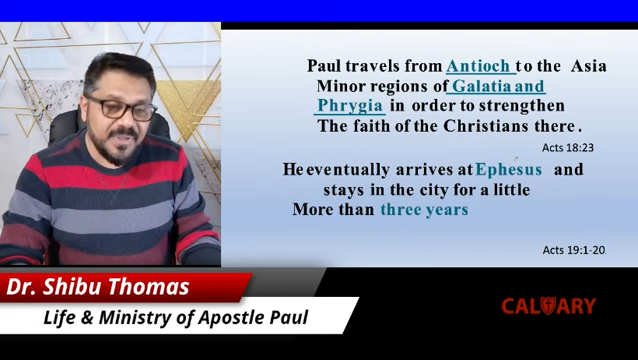 Paul travels from Antioch to the Asia
Minor regions of Galatia and
Phrygia in order to strengthen
The faith of the Christians there .
Acts 18:23
He eventually arrives at Ephesus and
stays in the city for a little
More than three years
Acts 19:1-20
Dr. Shibu Thomas
Life & Ministry of Apostle Paul
CALVARY